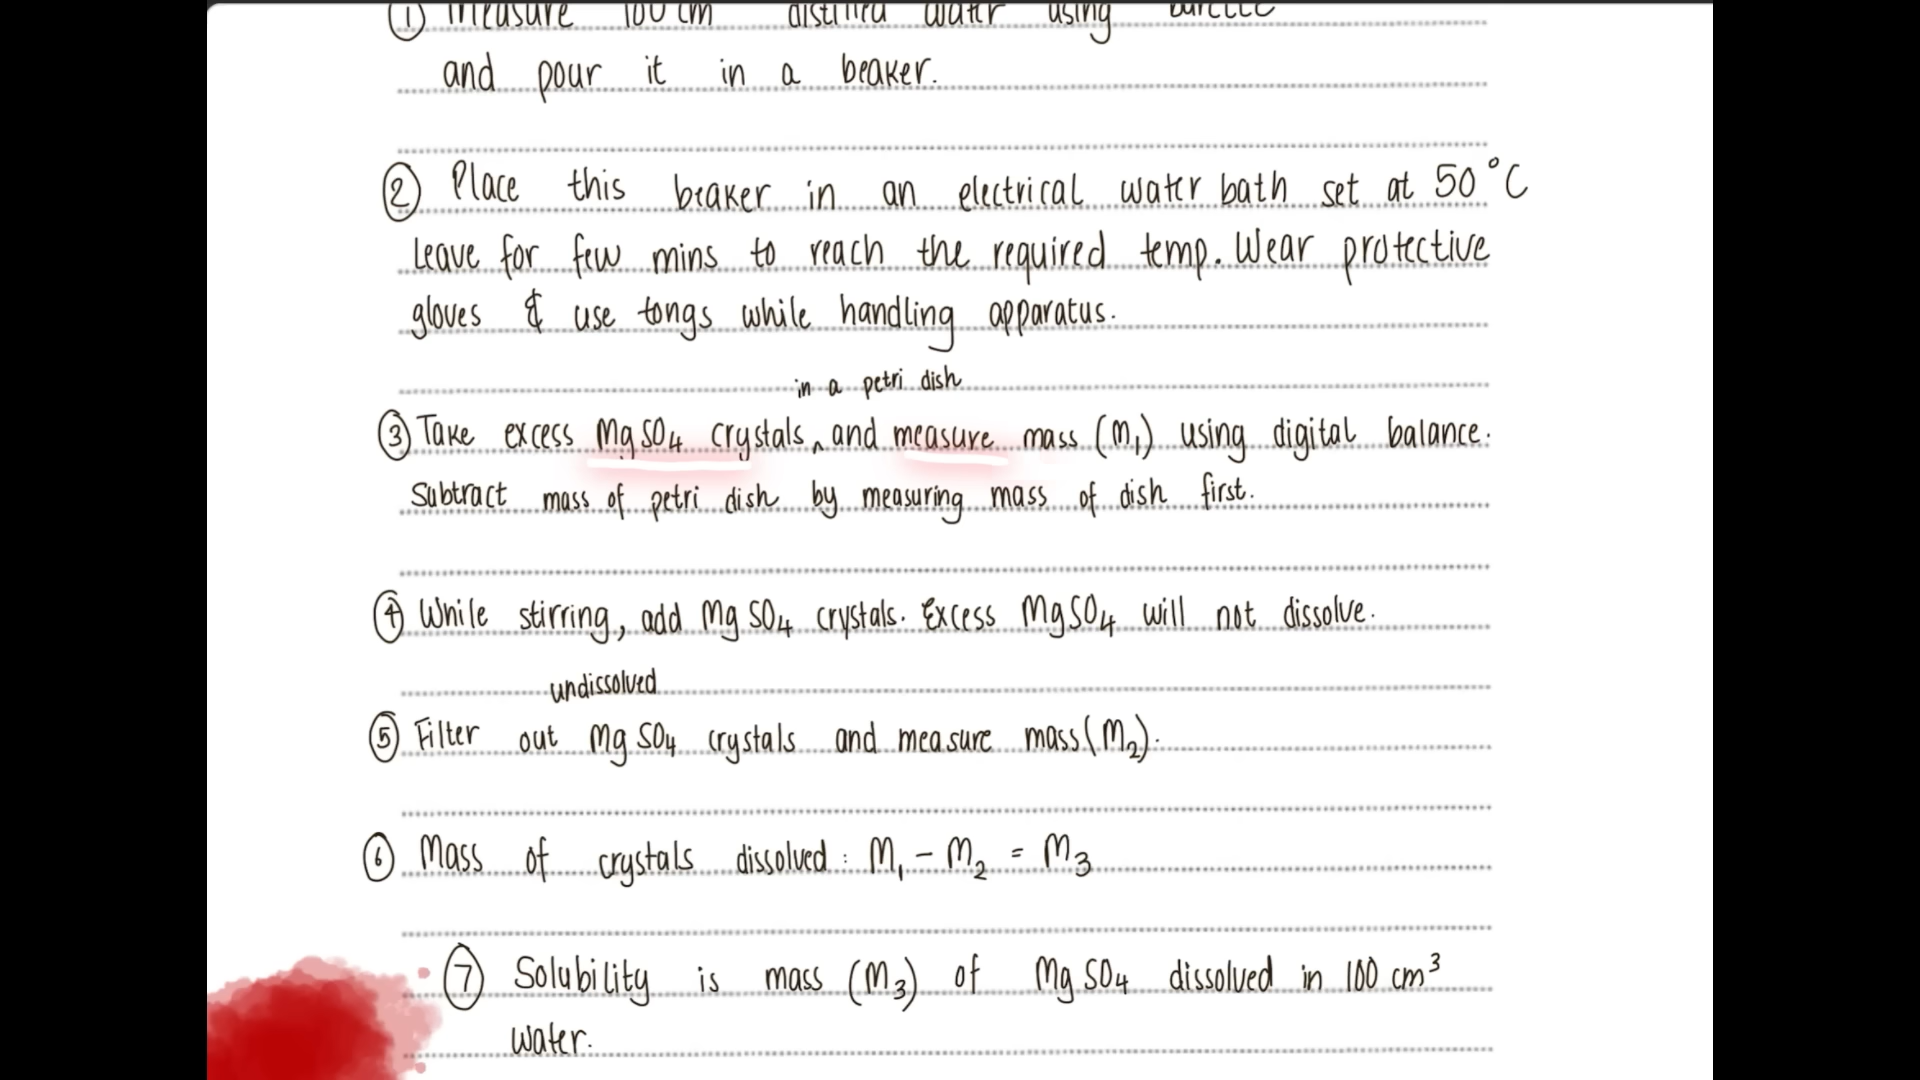 ① Measure 100 cm distilled water using burette
and pour it in a beaker.
② Place this beaker in an electrical water bath set at 50 °C
Leave for few mins to reach the required temp. Wear protective
gloves & use tongs while handling apparatus.
in a petri dish
③ Take excess MgSO4 crystals ^ and measure mass (M₁) using digital balance.
Subtract mass of petri dish by measuring mass of dish first.
④ While stirring, add MgSO4 crystals. Excess MgSO4 will not dissolve.
undissolved
⑤ Filter out MgSO4 crystals and measure mass (M₂).
⑥ Mass of crystals dissolved : M₁ - M₂ = M₃
⑦ Solubility is mass (M₃) of MgSO4 dissolved in 100 cm³
water.